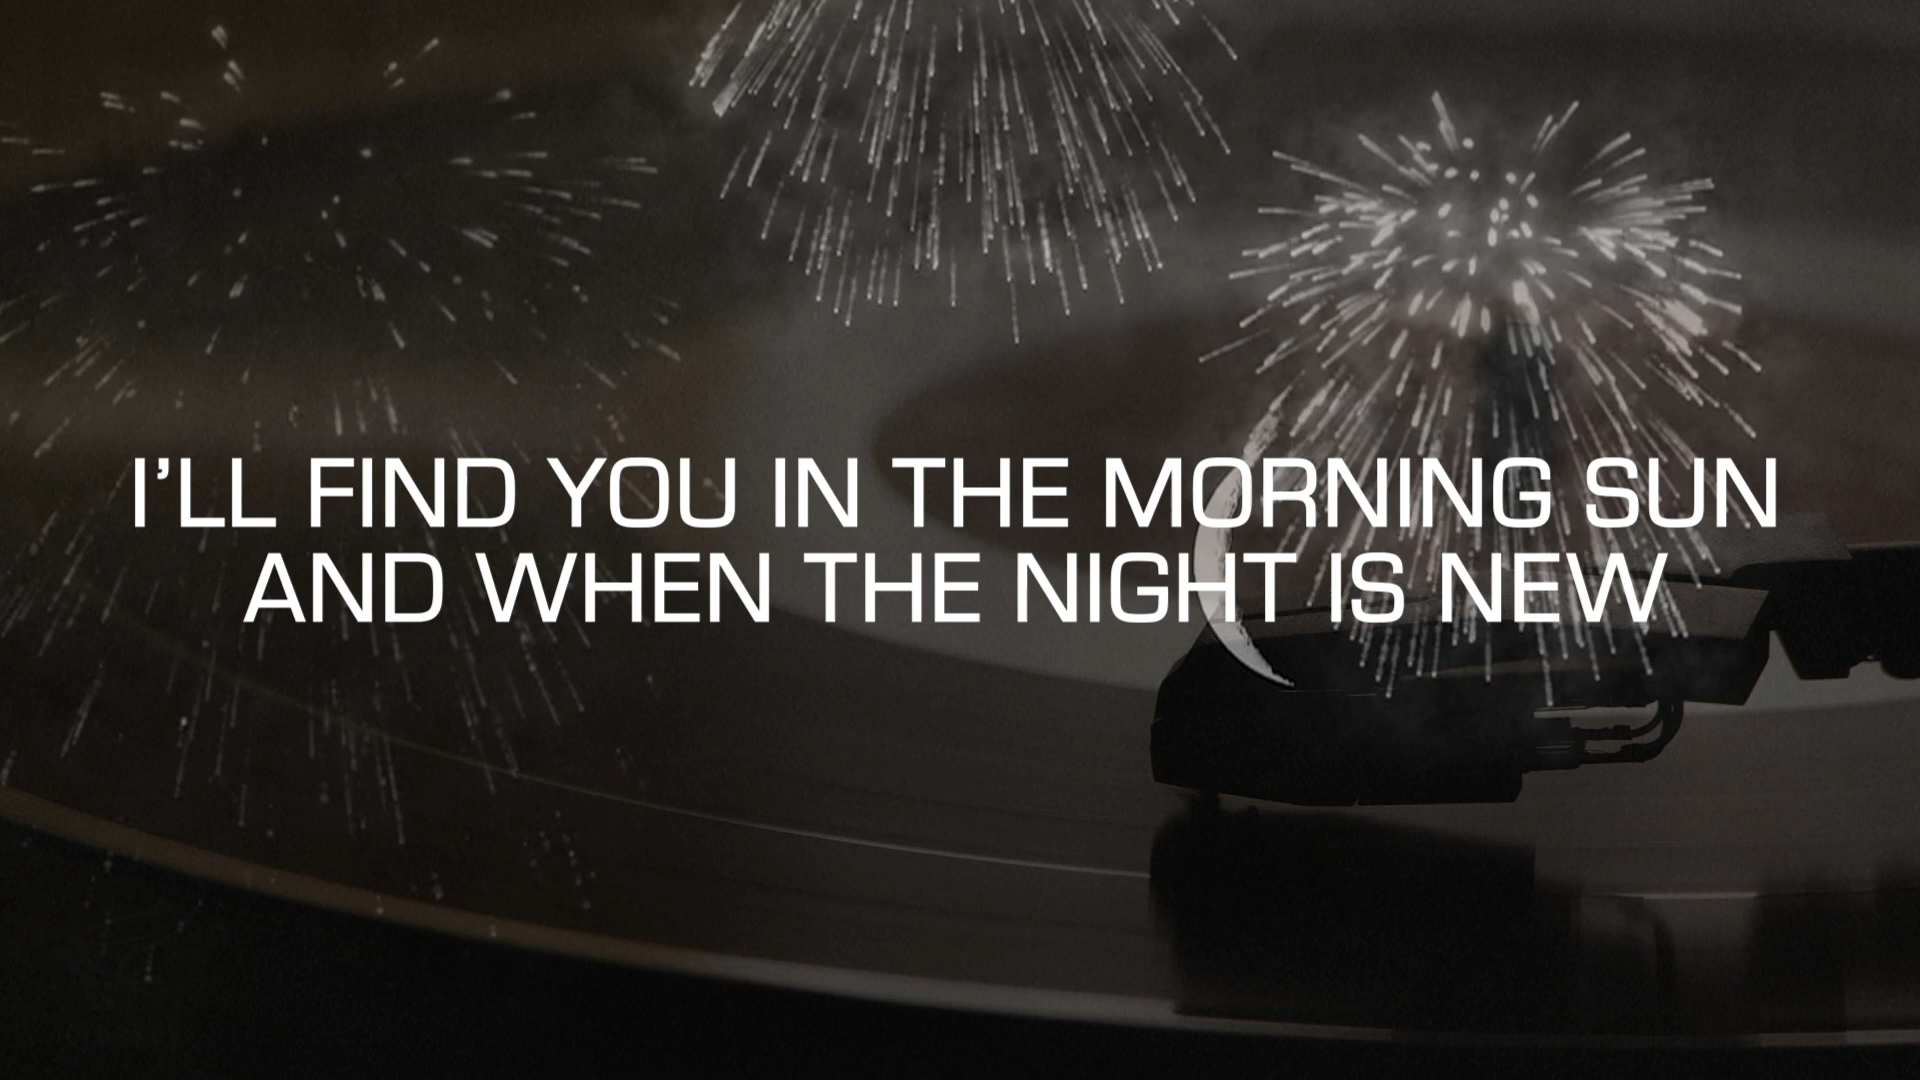 I’LL FIND YOU IN THE MORNING SUN
AND WHEN THE NIGHT IS NEW